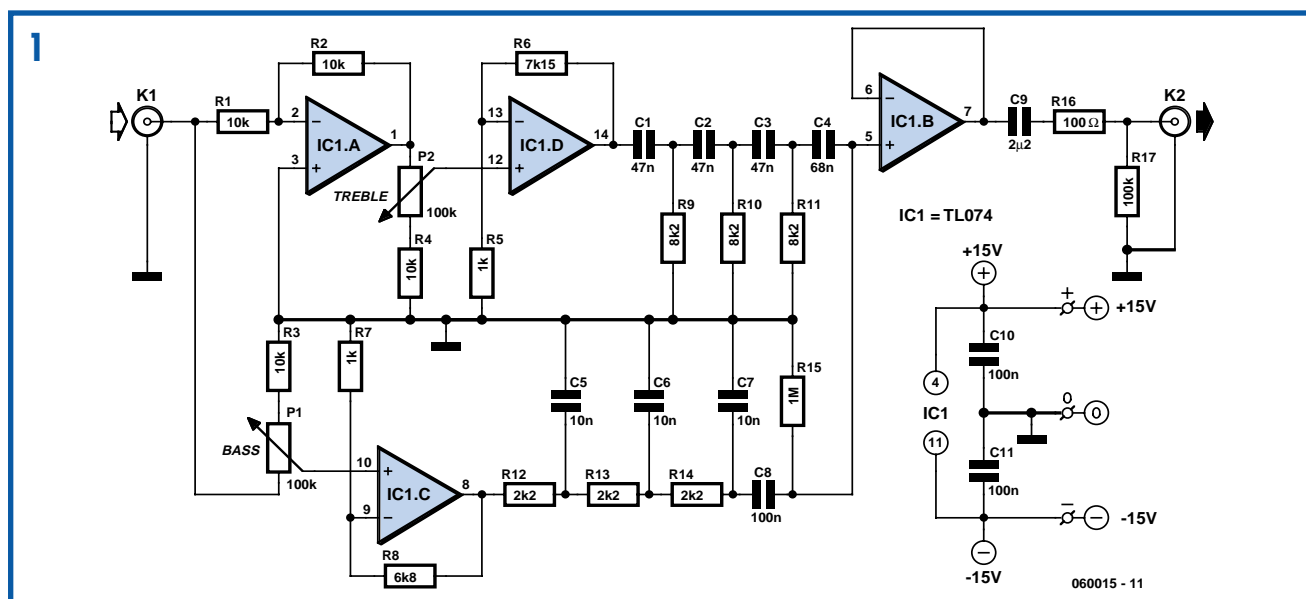 1
K1
R1
10k
R2
10k
2
3
1
IC1.A
P2
TREBLE
100k
R4
10k
R6
7k15
13
12
14
IC1.D
R5
1k
C1
47n
C2
47n
C3
47n
C4
68n
R9
8k2
R10
8k2
R11
8k2
6
5
7
IC1.B
C9
2µ2
R16
100Ω
K2
R17
100k
IC1 = TL074
R3
10k
P1
BASS
100k
R7
1k
10
9
8
IC1.C
R8
6k8
R12
2k2
R13
2k2
R14
2k2
C5
10n
C6
10n
C7
10n
C8
100n
R15
1M
+15V
+
+
+
+15V
C10
100n
4
IC1
11
0
0
C11
100n
–
–
-15V
–
-15V
060015 - 11